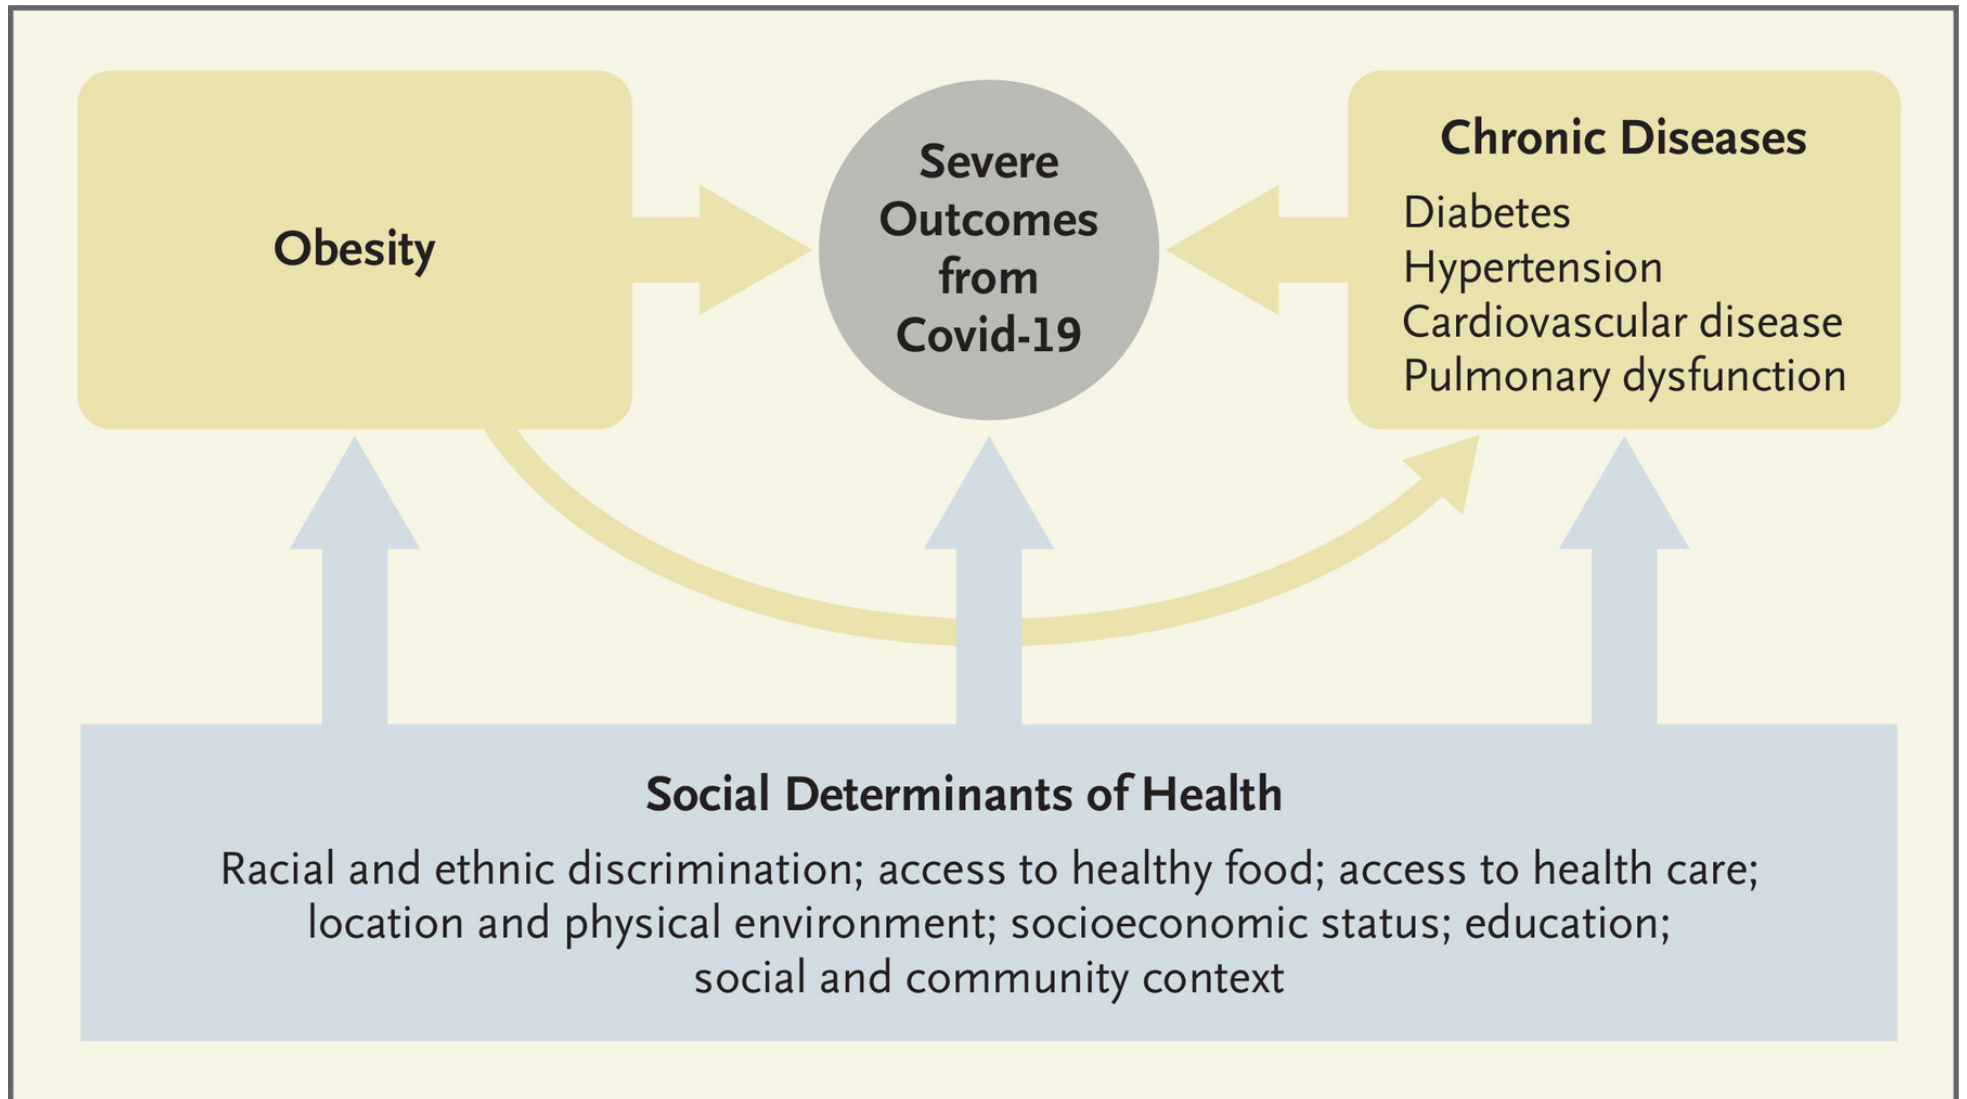 Obesity
Severe
Outcomes
from
Covid-19
Chronic Diseases
Diabetes
Hypertension
Cardiovascular disease
Pulmonary dysfunction
Social Determinants of Health
Racial and ethnic discrimination; access to healthy food; access to health care;
location and physical environment; socioeconomic status; education;
social and community context